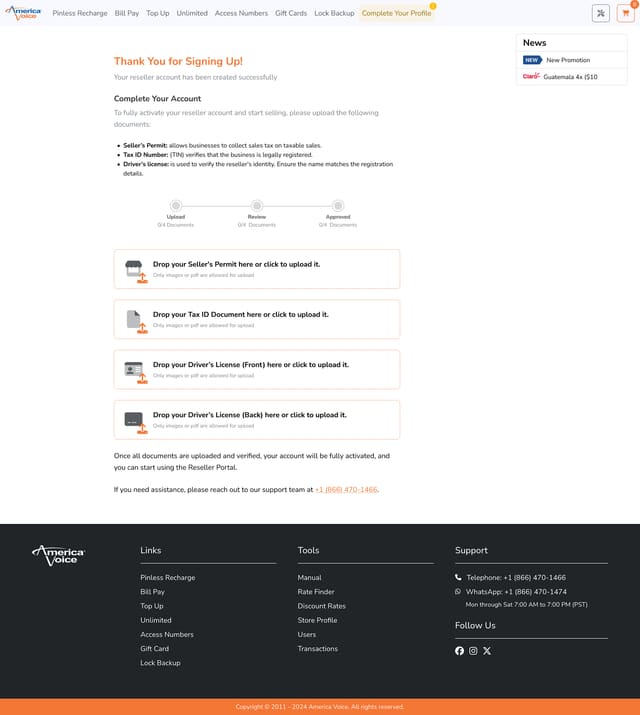 America Voice
Pinless Recharge Bill Pay Top Up Unlimited Access Numbers Gift Cards Lock Backup Complete Your Profile
News
NEW New Promotion
Claro Guatemala 4x ($10
Thank You for Signing Up!
Your reseller account has been created successfully
Complete Your Account
To fully activate your reseller account and start selling, please upload the following
documents:
• Seller's Permit: allows businesses to collect sales tax on taxable sales.
• Tax ID Number: (TIN) verifies that the business is legally registered.
• Driver's license: is used to verify the reseller's identity. Ensure the name matches the registration
details.
Upload Review Approved
0/4 Documents 0/4 Documents 0/4 Documents
Drop your Seller's Permit here or click to upload it.
Only images or pdf are allowed for upload
Drop your Tax ID Document here or click to upload it.
Only images or pdf are allowed for upload
Drop your Driver's License (Front) here or click to upload it.
Only images or pdf are allowed for upload
Drop your Driver's License (Back) here or click to upload it.
Only images or pdf are allowed for upload
Once all documents are uploaded and verified, your account will be fully activated, and
you can start using the Reseller Portal.
If you need assistance, please reach out to our support team at +1 (866) 470-1466.
America Voice
Links
Pinless Recharge
Bill Pay
Top Up
Unlimited
Access Numbers
Gift Card
Lock Backup
Tools
Manual
Rate Finder
Discount Rates
Store Profile
Users
Transactions
Support
Telephone: +1 (866) 470-1466
WhatsApp: +1 (866) 470-1474
Mon through Sat 7:00 AM to 7:00 PM (PST)
Follow Us
Copyright © 2011 - 2024 America Voice. All rights reserved.